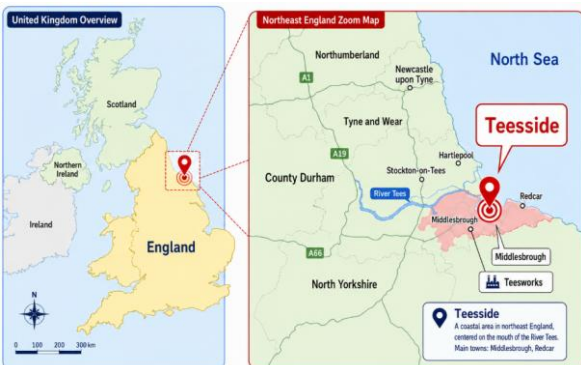 United Kingdom Overview
Scotland
Northern
Ireland
Ireland
England
N
0 100 200 300 km
Northeast England Zoom Map
Northumberland
North Sea
A1
Newcastle
upon Tyne
Tyne and Wear
Teesside
A19
Hartlepool
Stockton-on-Tees
County Durham
River Tees
Redcar
Middlesbrough
Middlesbrough
A66
Teesworks
North Yorkshire
Teesside
A coastal area in northeast England,
centered on the mouth of the River Tees.
Main towns: Middlesbrough, Redcar